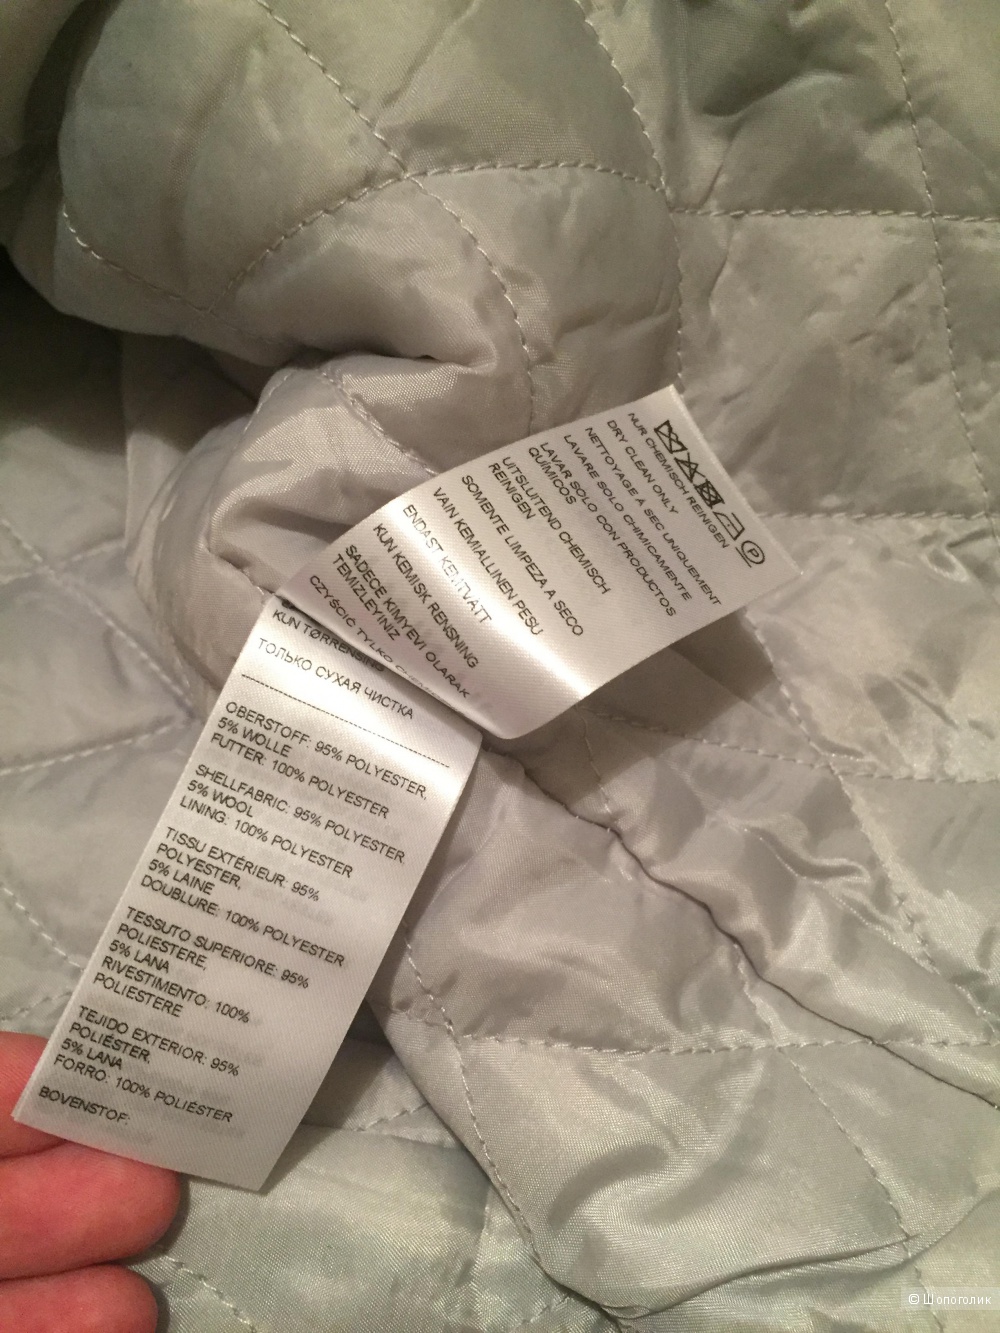 P
NUR CHEMISCH REINIGEN
DRY CLEAN ONLY
NETTOYAGE À SEC UNIQUEMENT
LAVARE SOLO CHIMICAMENTE
LAVAR SOLO CON PRODUCTOS
QUÍMICOS
UITSLUITEND CHEMISCH
REINIGEN
SOMENTE LIMPEZA A SECO
VAIN KEMIALLINEN PESU
ENDAST KEMTVÄTT
KUN KEMISK RENSNING
SADECE KIMYEVI OLARAK
TEMIZLEYINIZ
CZYŚCIĆ TYLKO
KUN TØRRENSING
ТОЛЬКО СУХАЯ ЧИСТКА
OBERSTOFF: 95% POLYESTER,
5% WOLLE
FUTTER: 100% POLYESTER
SHELLFABRIC: 95% POLYESTER,
5% WOOL
LINING: 100% POLYESTER
TISSU EXTÉRIEUR: 95%
POLYESTER,
5% LAINE
DOUBLURE: 100% POLYESTER
TESSUTO SUPERIORE: 95%
POLIESTERE,
5% LANA
RIVESTIMENTO: 100%
POLIESTERE
TEJIDO EXTERIOR: 95%
POLIÉSTER,
5% LANA
FORRO: 100% POLIÉSTER
BOVENSTOF:
© Шопоголик